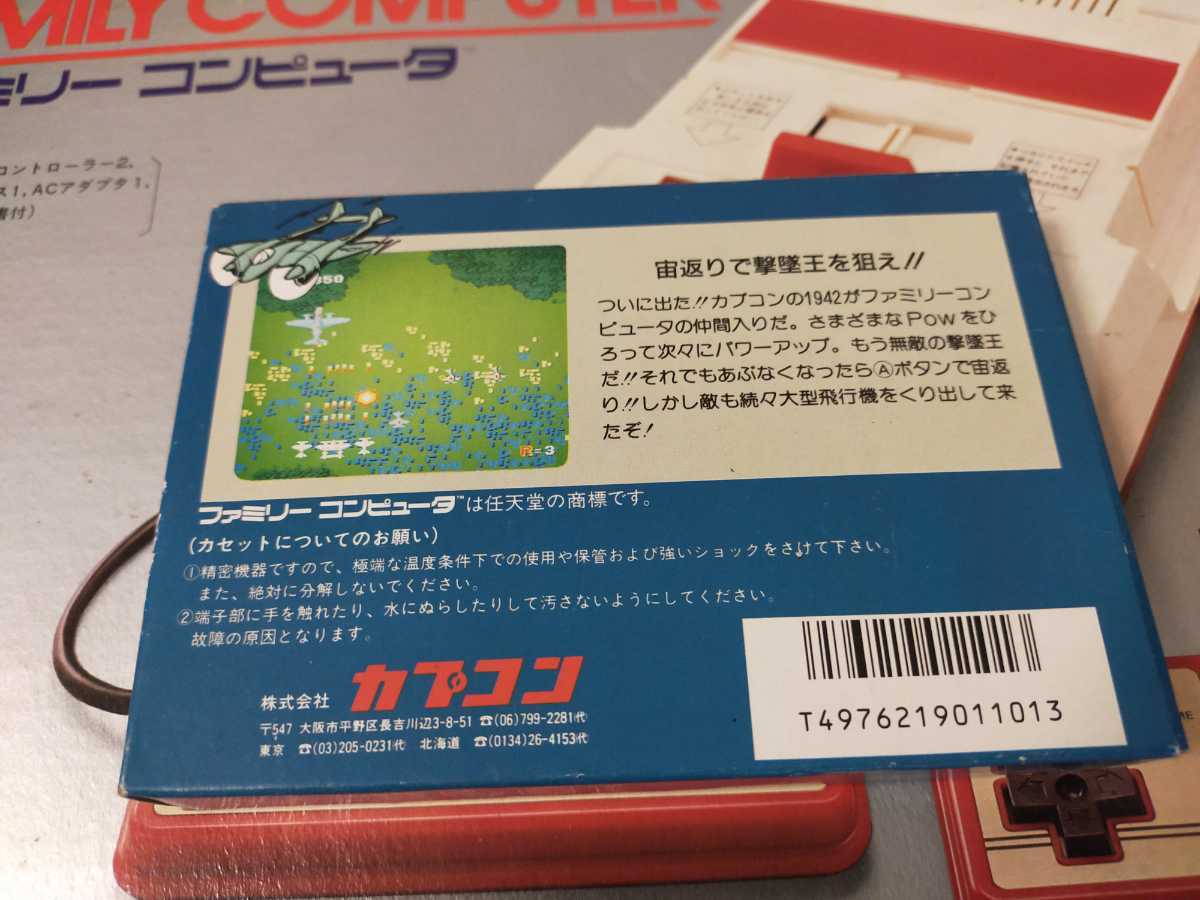 MILY COMPUTER
ミリー コンピュータ™
コントローラー2,
ス1, ACアダプタ1,
書付)
050
R=3
宙返りで撃墜王を狙え!!
ついに出た!!カプコンの1942がファミリーコン
ピュータの仲間入りだ。さまざまなPowをひ
ろって次々にパワーアップ。もう無敵の撃墜王
だ!!それでもあぶなくなったらⒶボタンで宙返
り!!しかし敵も続々大型飛行機をくり出して来
たぞ!
ファミリー コンピュータ™は任天堂の商標です。
(カセットについてのお願い)
①精密機器ですので、極端な温度条件下での使用や保管および強いショックをさけて下さい。
また、絶対に分解しないでください。
②端子部に手を触れたり、水にぬらしたりして汚さないようにしてください。
故障の原因となります。
株式会社 カプコン
〒547 大阪市平野区長吉川辺3-8-51 ☎(06)799-2281代
東京 ☎(03)205-0231代 北海道 ☎(0134)26-4153代
T4976219011013